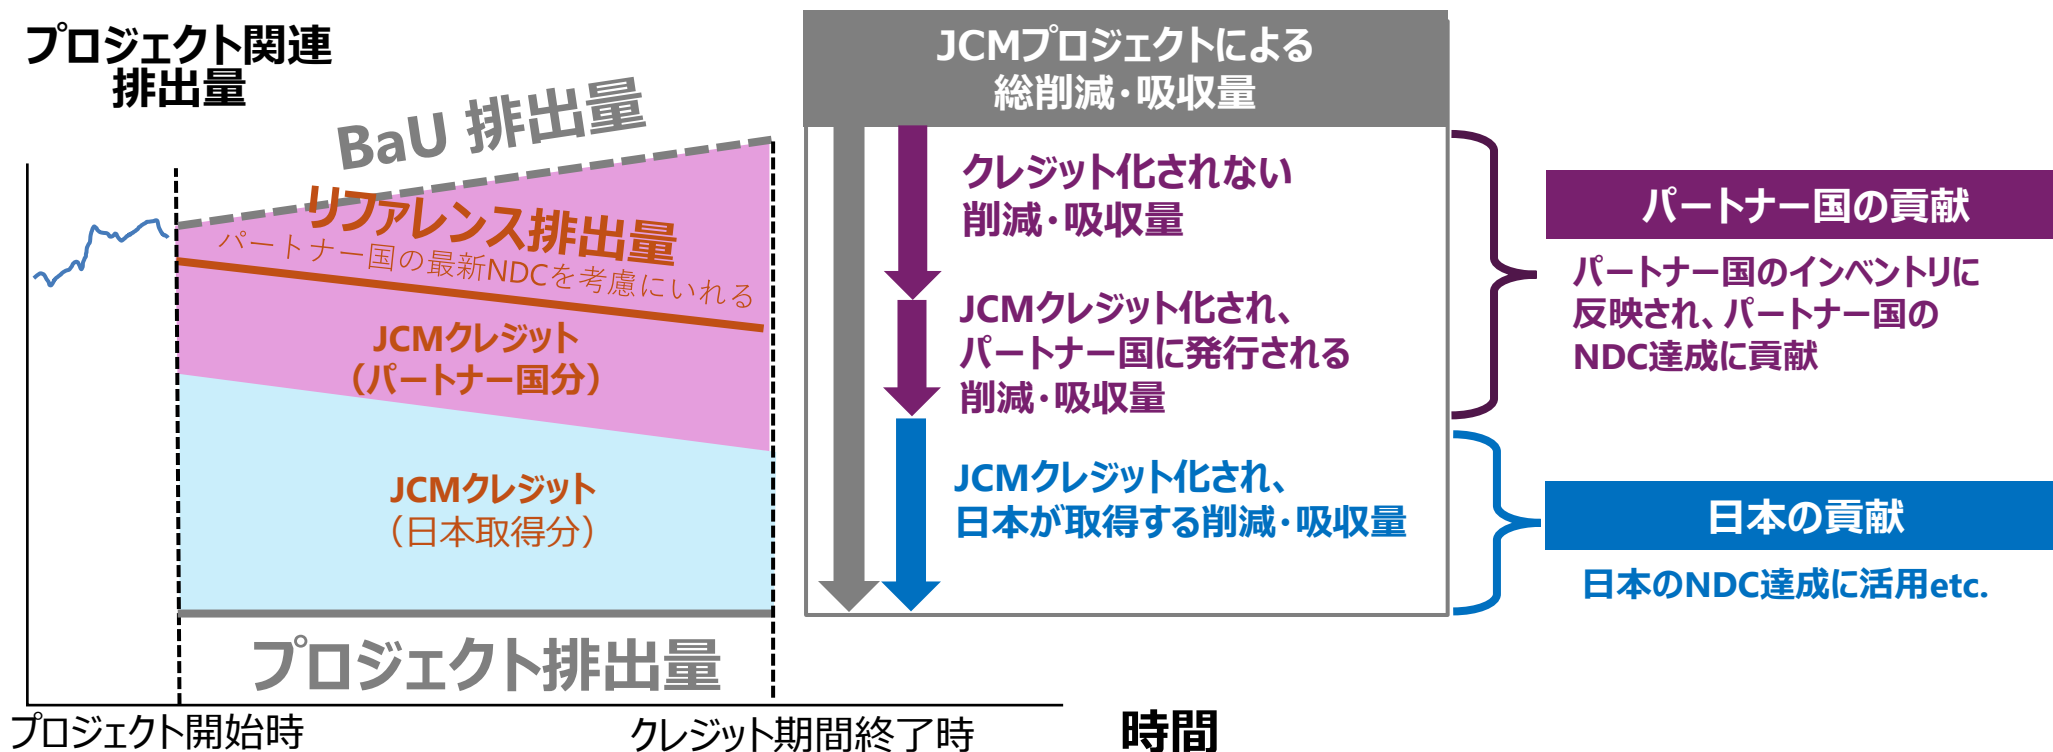 プロジェクト関連
排出量
BaU 排出量
リファレンス排出量
パートナー国の最新NDCを考慮にいれる
JCMクレジット
（パートナー国分）
JCMクレジット
（日本取得分）
プロジェクト排出量
プロジェクト開始時
クレジット期間終了時
時間
JCMプロジェクトによる
総削減・吸収量
クレジット化されない
削減・吸収量
JCMクレジット化され、
パートナー国に発行される
削減・吸収量
JCMクレジット化され、
日本が取得する削減・吸収量
パートナー国の貢献
パートナー国のインベントリに
反映され、パートナー国の
NDC達成に貢献
日本の貢献
日本のNDC達成に活用etc.